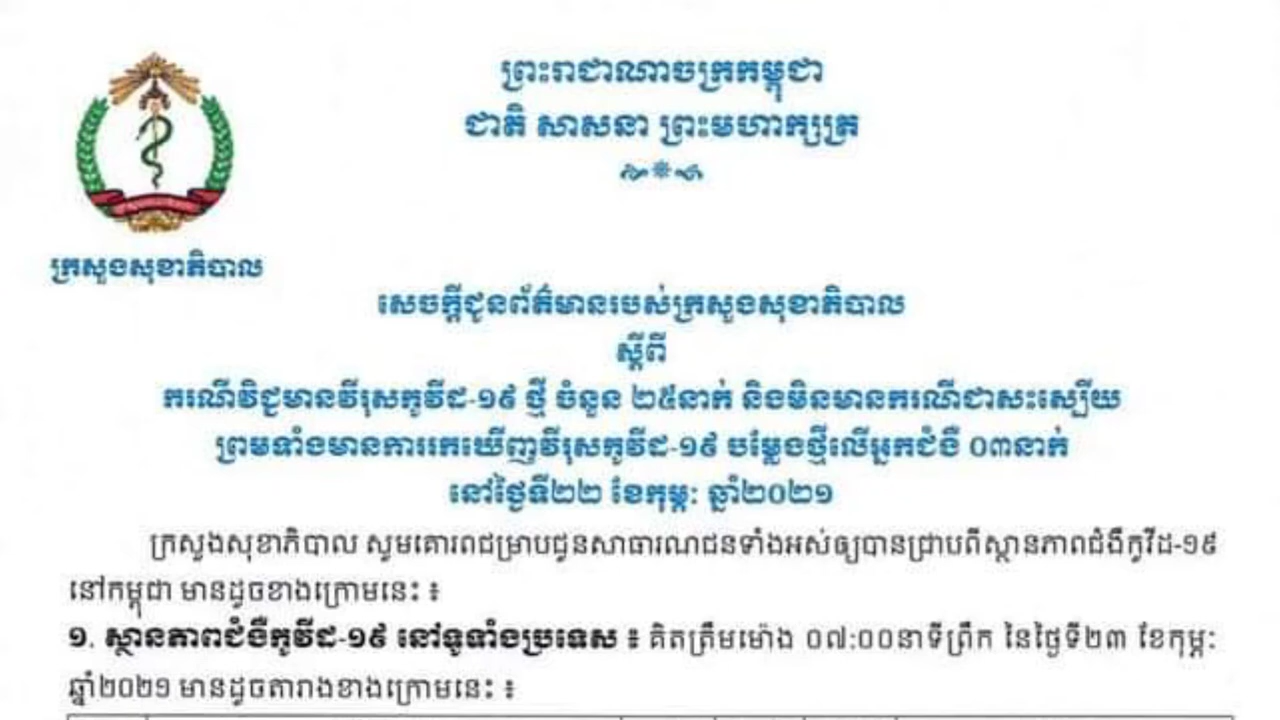 ព្រះរាជាណាចក្រកម្ពុជា
ជាតិ សាសនា ព្រះមហាក្សត្រ
ក្រសួងសុខាភិបាល
សេចក្តីជូនព័ត៌មានរបស់ក្រសួងសុខាភិបាល
ស្តីពី
ករណីវិជ្ជមានវីរុសកូវីដ-១៩ ថ្មី ចំនួន ២៥នាក់ និងមិនមានករណីជាសះស្បើយ
ព្រមទាំងមានការរកឃើញវីរុសកូវីដ-១៩ បម្លែងថ្មីលើអ្នកជំងឺ ០៣នាក់
នៅថ្ងៃទី២២ ខែកុម្ភៈ ឆ្នាំ២០២១
ក្រសួងសុខាភិបាល សូមគោរពជម្រាបជូនសាធារណជនទាំងអស់ឲ្យបានជ្រាបពីស្ថានភាពជំងឺកូវីដ-១៩
នៅកម្ពុជា មានដូចខាងក្រោមនេះ ៖
១. ស្ថានភាពជំងឺកូវីដ-១៩ នៅទូទាំងប្រទេស ៖ គិតត្រឹមម៉ោង ០៧:០០នាទីព្រឹក នៃថ្ងៃទី២៣ ខែកុម្ភៈ
ឆ្នាំ២០២១ មានដូចតារាងខាងក្រោមនេះ ៖